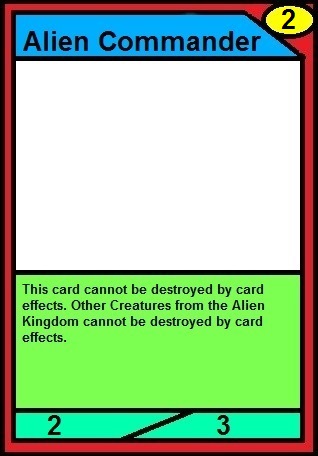 Alien Commander
2
This card cannot be destroyed by card
effects. Other Creatures from the Alien
Kingdom cannot be destroyed by card
effects.
2
3